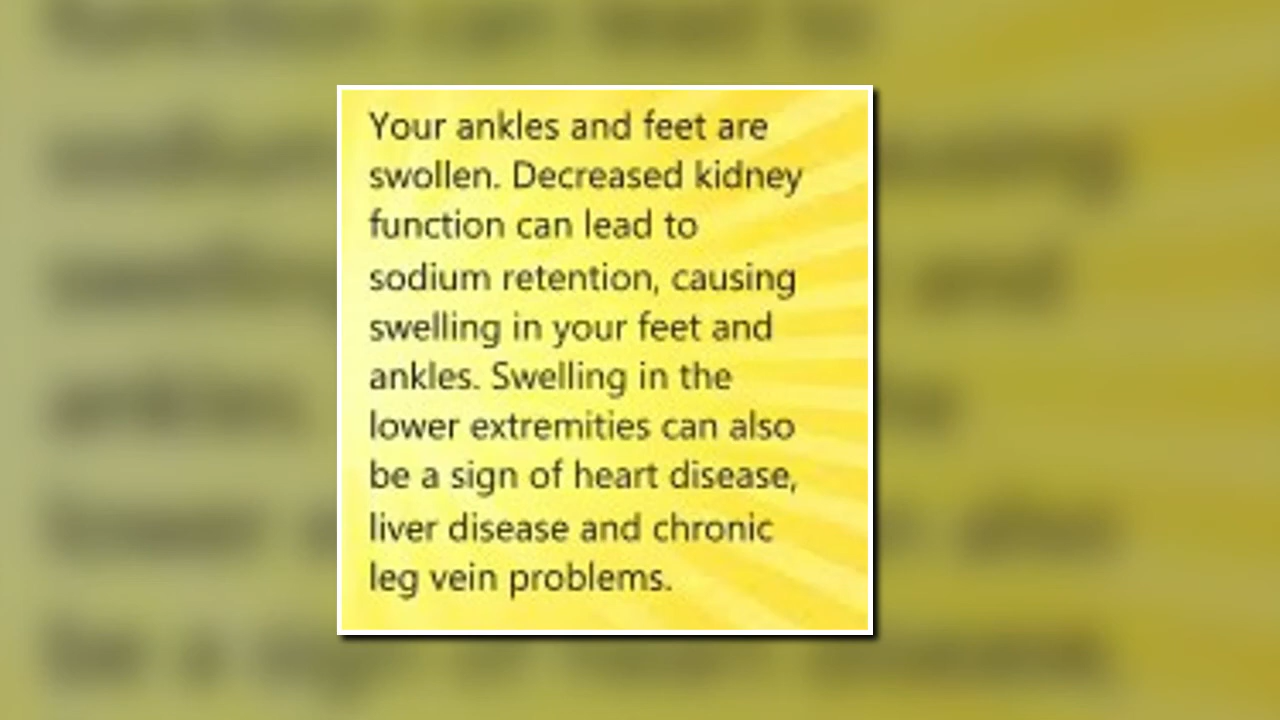 Your ankles and feet are
swollen. Decreased kidney
function can lead to
sodium retention, causing
swelling in your feet and
ankles. Swelling in the
lower extremities can also
be a sign of heart disease,
liver disease and chronic
leg vein problems.